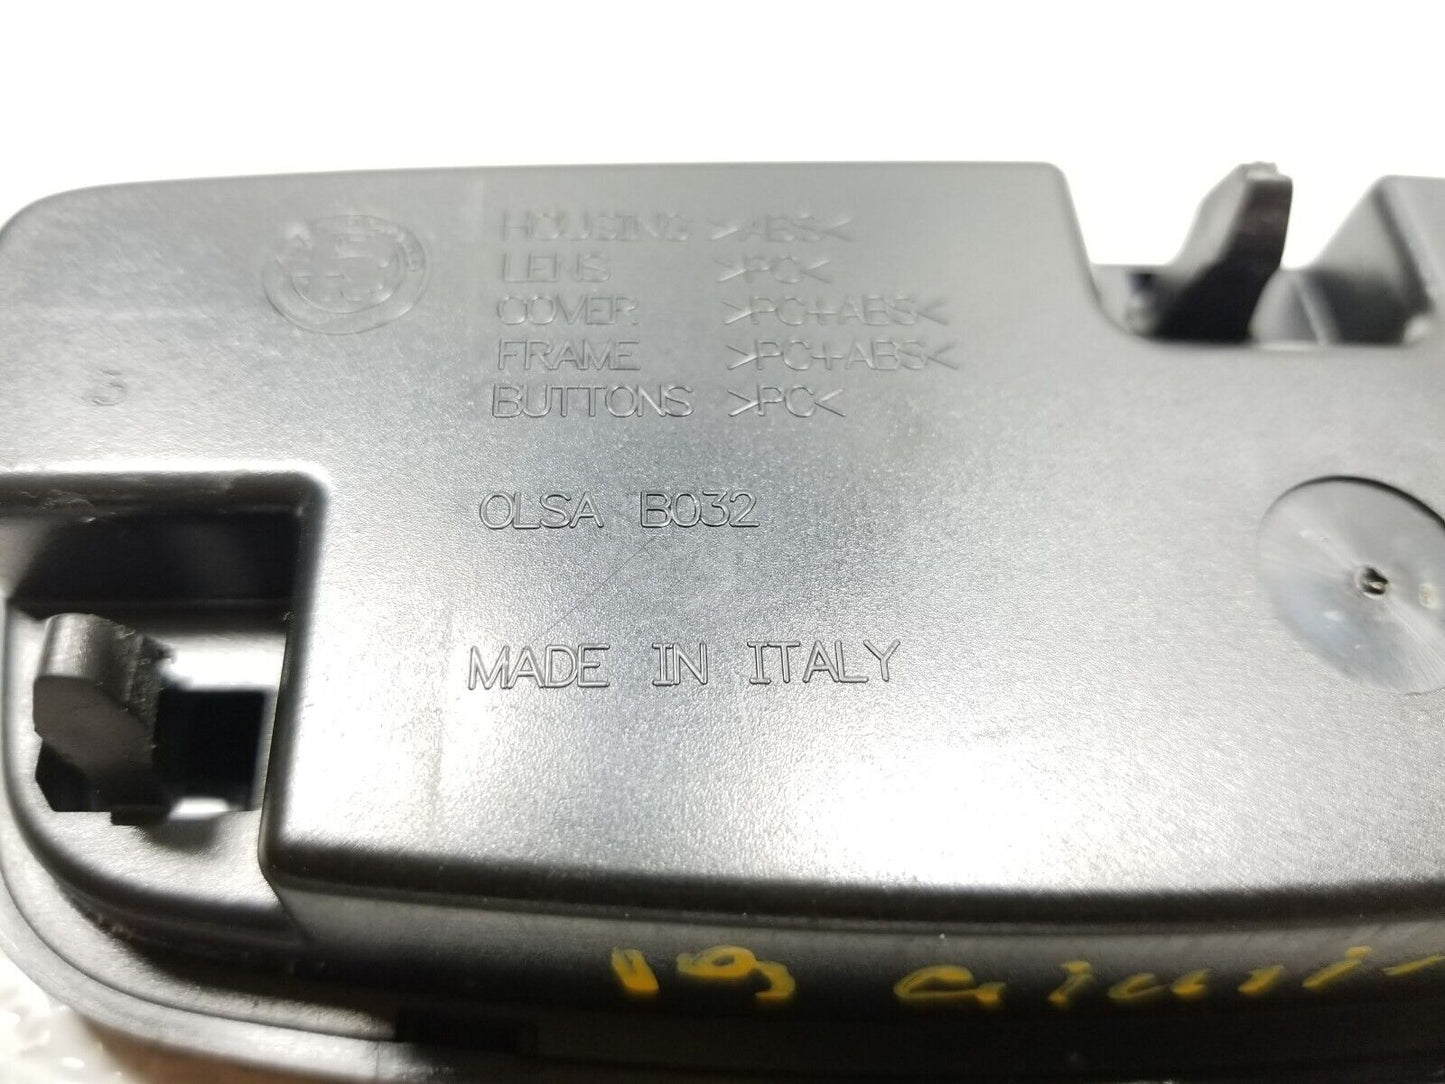 HOUSING >ABS<
LENS >PC<
COVER >PC+ABS<
FRAME >PC+ABS<
BUTTONS >PC<
OLSA B032
MADE IN ITALY